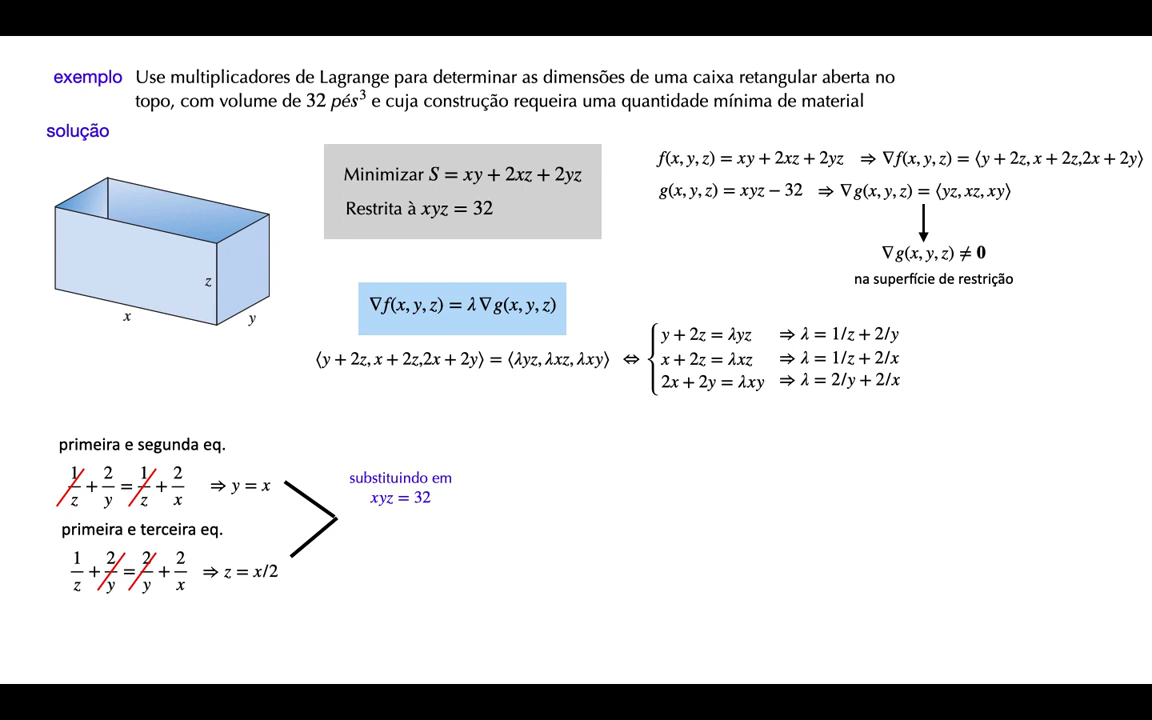 exemplo Use multiplicadores de Lagrange para determinar as dimensões de uma caixa retangular aberta no
topo, com volume de 32 pés³ e cuja construção requeira uma quantidade mínima de material
solução
Minimizar S = xy + 2xz + 2yz
Restrita à xyz = 32
f(x, y, z) = xy + 2xz + 2yz ⇒ ∇f(x, y, z) = ⟨y + 2z, x + 2z,2x + 2y⟩
g(x, y, z) = xyz − 32 ⇒ ∇g(x, y, z) = ⟨yz, xz, xy⟩
∇g(x, y, z) ≠ 0
na superfície de restrição
z
x
y
∇f(x, y, z) = λ∇g(x, y, z)
⟨y + 2z, x + 2z,2x + 2y⟩ = ⟨λyz, λxz, λxy⟩ ⇔
y + 2z = λyz ⇒ λ = 1/z + 2/y
x + 2z = λxz ⇒ λ = 1/z + 2/x
2x + 2y = λxy ⇒ λ = 2/y + 2/x
primeira e segunda eq.
1/z + 2/y = 1/z + 2/x ⇒ y = x
primeira e terceira eq.
1/z + 2/y = 2/y + 2/x ⇒ z = x/2
substituindo em
xyz = 32